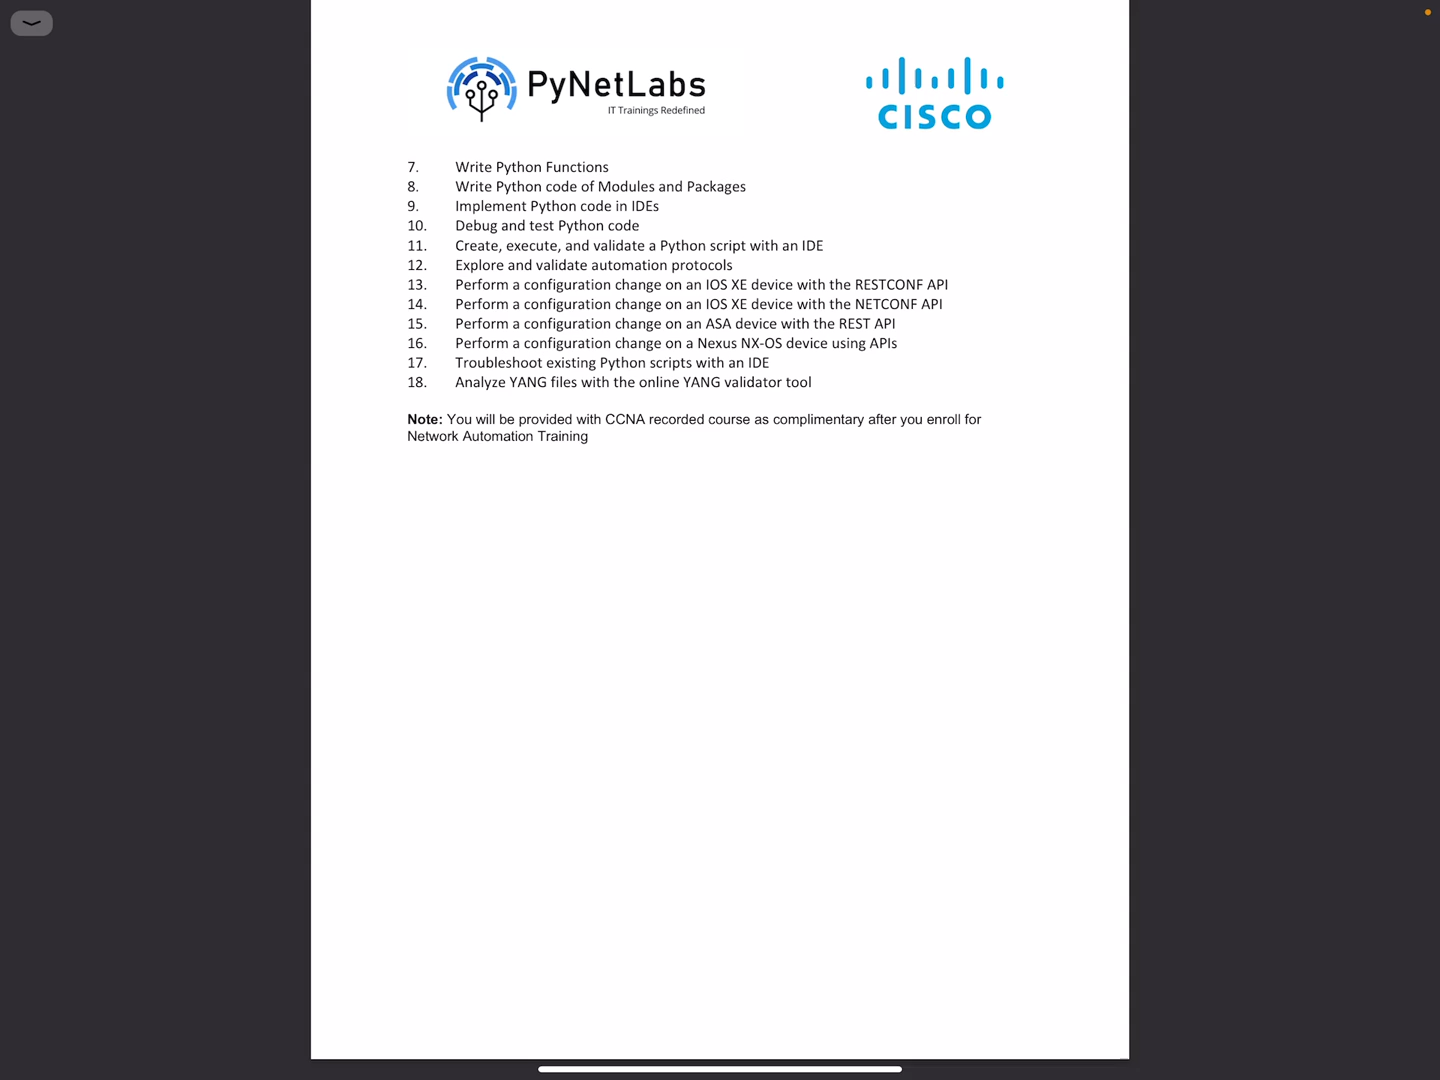 PyNetLabs
IT Trainings Redefined
CISCO
7. Write Python Functions
8. Write Python code of Modules and Packages
9. Implement Python code in IDEs
10. Debug and test Python code
11. Create, execute, and validate a Python script with an IDE
12. Explore and validate automation protocols
13. Perform a configuration change on an IOS XE device with the RESTCONF API
14. Perform a configuration change on an IOS XE device with the NETCONF API
15. Perform a configuration change on an ASA device with the REST API
16. Perform a configuration change on a Nexus NX-OS device using APIs
17. Troubleshoot existing Python scripts with an IDE
18. Analyze YANG files with the online YANG validator tool
Note: You will be provided with CCNA recorded course as complimentary after you enroll for
Network Automation Training